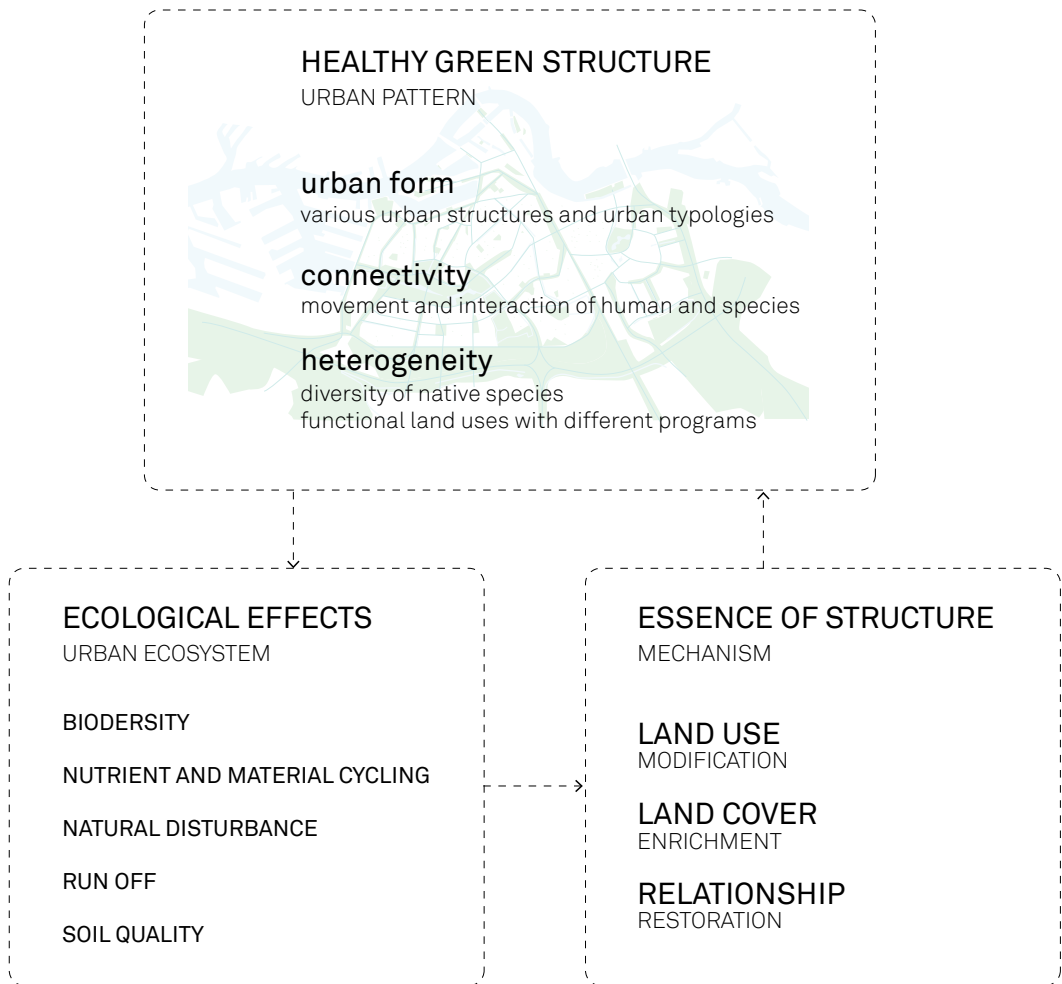 HEALTHY GREEN STRUCTURE
URBAN PATTERN
urban form
various urban structures and urban typologies
connectivity
movement and interaction of human and species
heterogeneity
diversity of native species
functional land uses with different programs
ECOLOGICAL EFFECTS
URBAN ECOSYSTEM
BIODERSITY
NUTRIENT AND MATERIAL CYCLING
NATURAL DISTURBANCE
RUN OFF
SOIL QUALITY
ESSENCE OF STRUCTURE
MECHANISM
LAND USE
MODIFICATION
LAND COVER
ENRICHMENT
RELATIONSHIP
RESTORATION